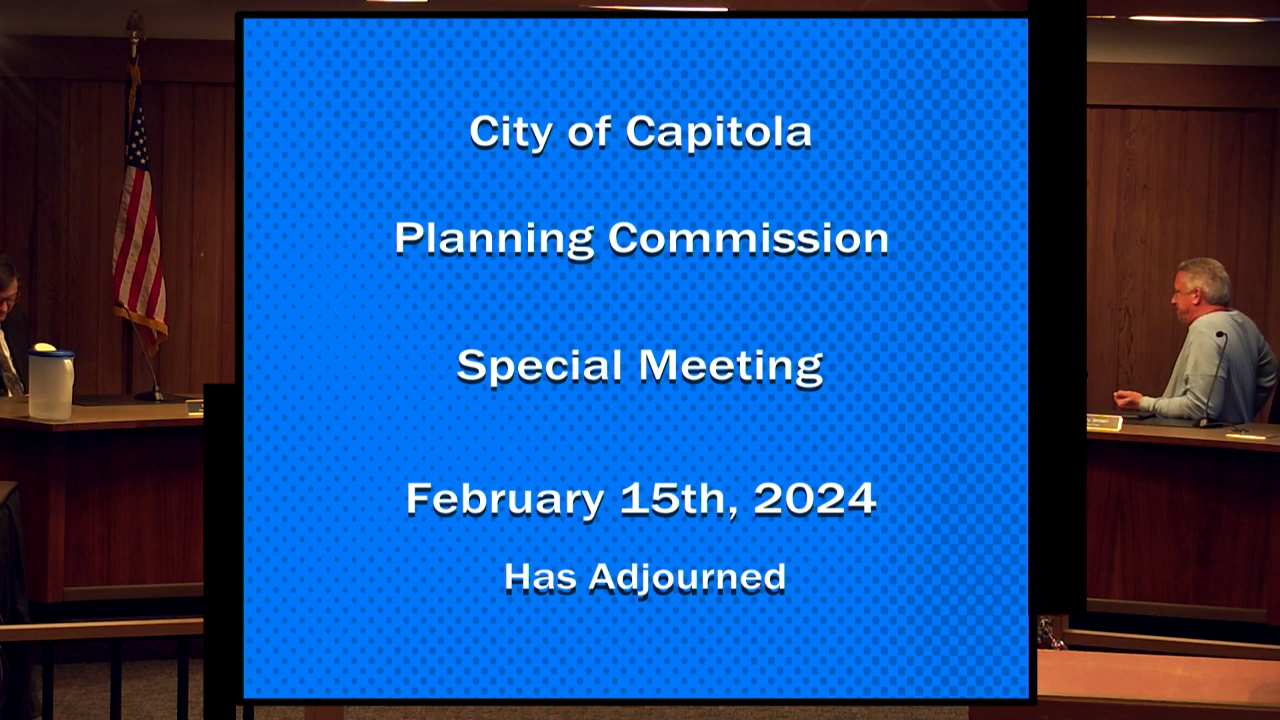 City of Capitola
Planning Commission
Special Meeting
February 15th, 2024
Has Adjourned